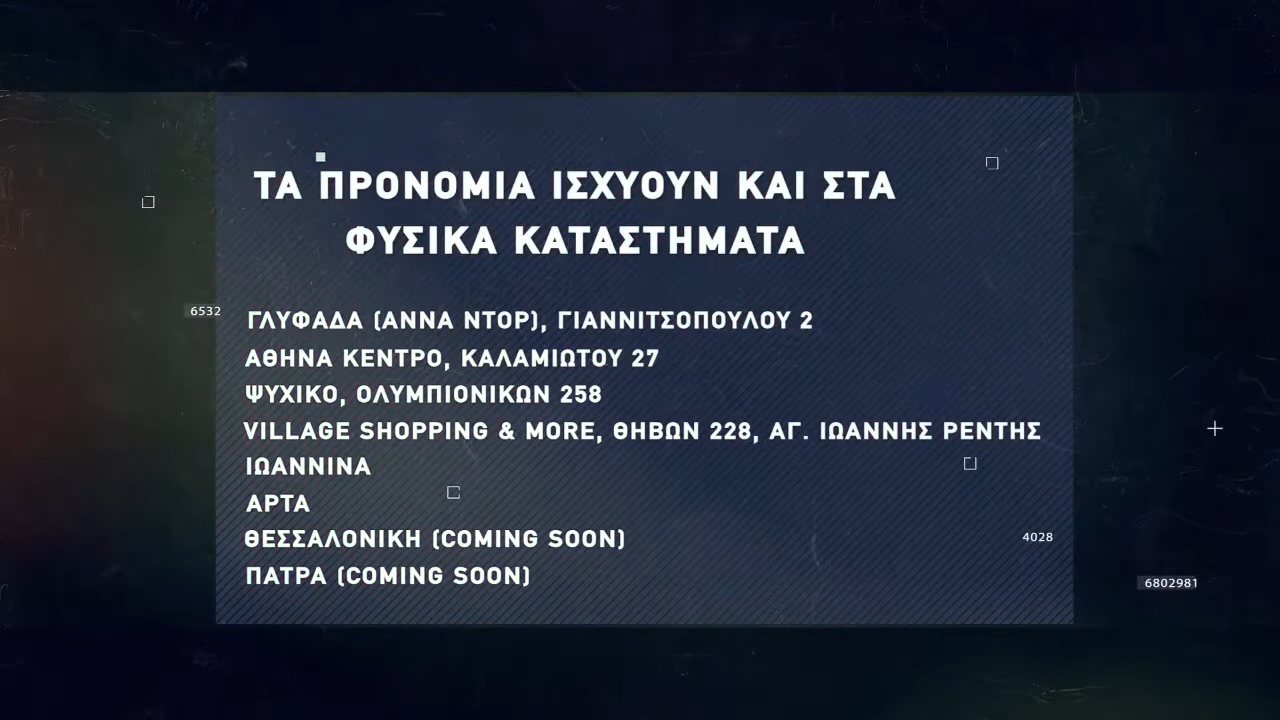 ΤΑ ΠΡΟΝΟΜΙΑ ΙΣΧΥΟΥΝ ΚΑΙ ΣΤΑ
ΦΥΣΙΚΑ ΚΑΤΑΣΤΗΜΑΤΑ
6532
ΓΛΥΦΑΔΑ (ΑΝΝΑ ΝΤΟΡ), ΓΙΑΝΝΙΤΣΟΠΟΥΛΟΥ 2
ΑΘΗΝΑ ΚΕΝΤΡΟ, ΚΑΛΑΜΙΩΤΟΥ 27
ΨΥΧΙΚΟ, ΟΛΥΜΠΙΟΝΙΚΩΝ 258
VILLAGE SHOPPING & MORE, ΘΗΒΩΝ 228, ΑΓ. ΙΩΑΝΝΗΣ ΡΕΝΤΗΣ
ΙΩΑΝΝΙΝΑ
ΑΡΤΑ
ΘΕΣΣΑΛΟΝΙΚΗ (COMING SOON)
4028
ΠΑΤΡΑ (COMING SOON)
6802981